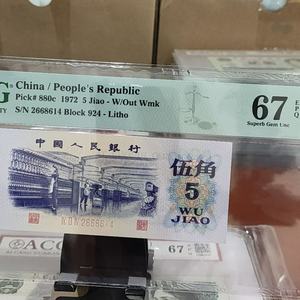 China / People's Republic
Pick# 880c 1972 5 Jiao - W/Out Wmk
S/N 2668614 Block 924 - Litho
67
EPQ
Superb Gem Unc
中国人民银行
伍角
5
WU
JIAO
ACG
67